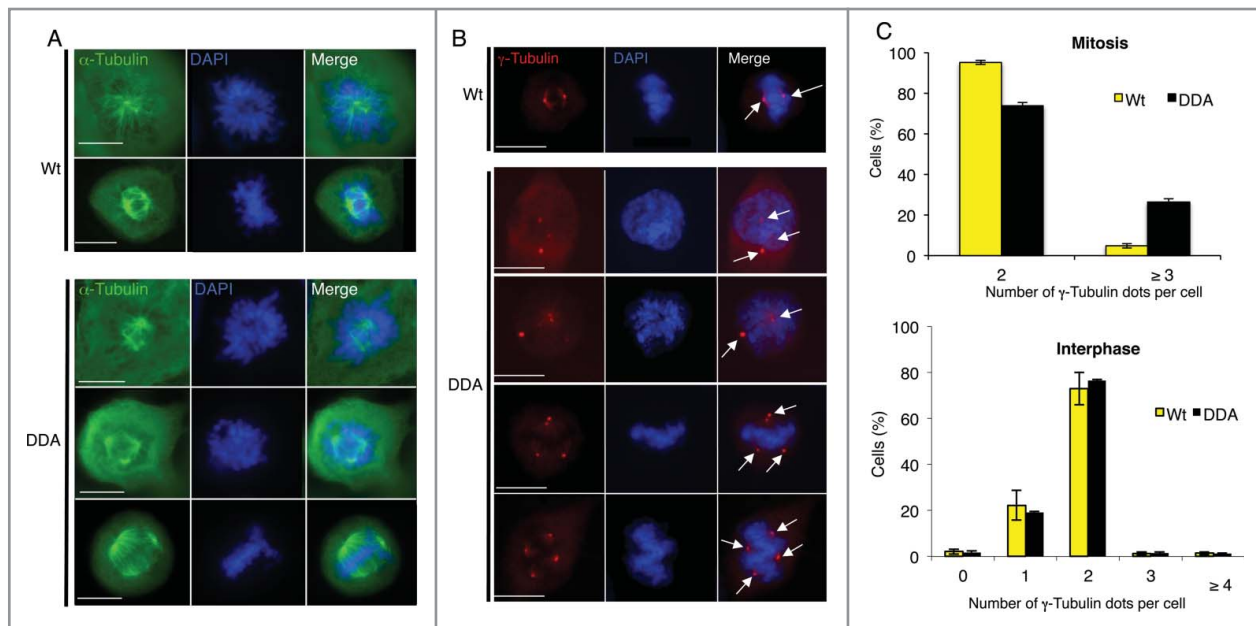 A
α-Tubulin DAPI Merge
Wt
α-Tubulin DAPI Merge
DDA
B
γ-Tubulin DAPI Merge
Wt
DDA
C
Mitosis
100
80
60
40
20
0
Cells (%)
Wt DDA
2 ≥ 3
Number of γ-Tubulin dots per cell
Interphase
100
80
60
40
20
0
Cells (%)
Wt DDA
0 1 2 3 ≥ 4
Number of γ-Tubulin dots per cell